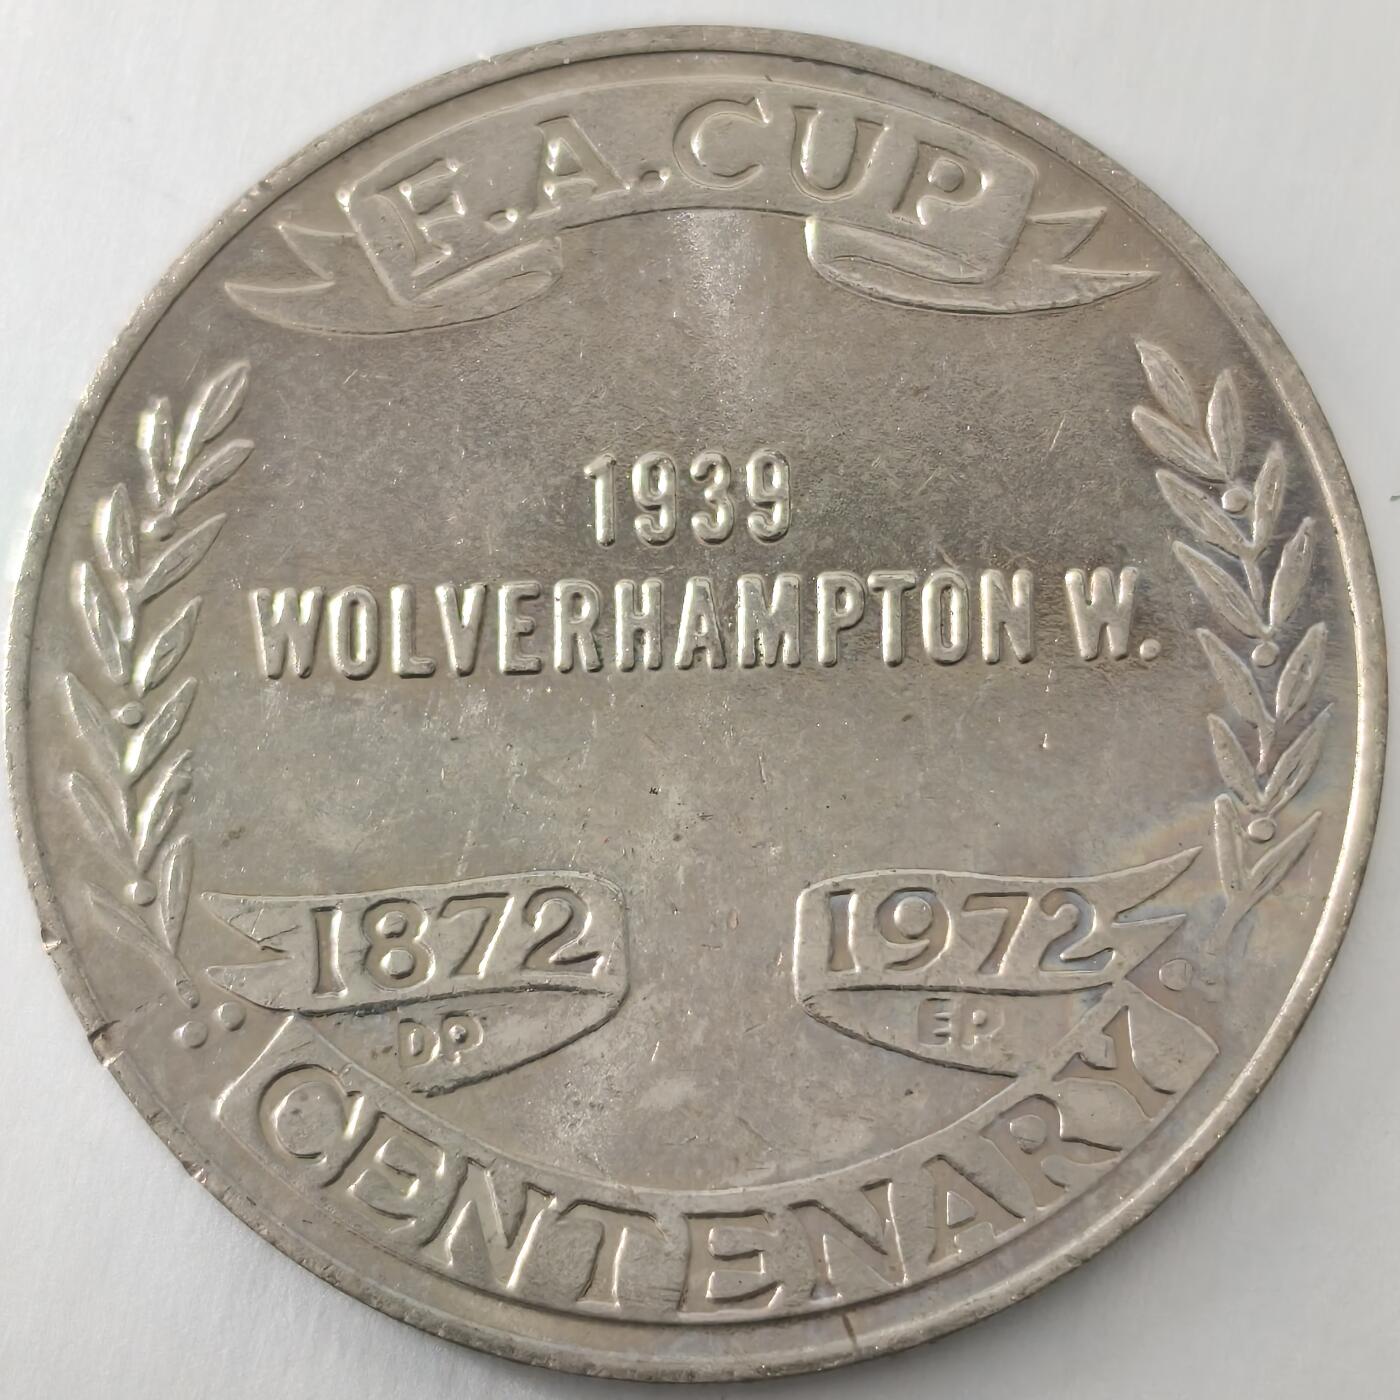 F.A.CUP
1939
WOLVERHAMPTON W.
1872 1972
DP EP
CENTENARY